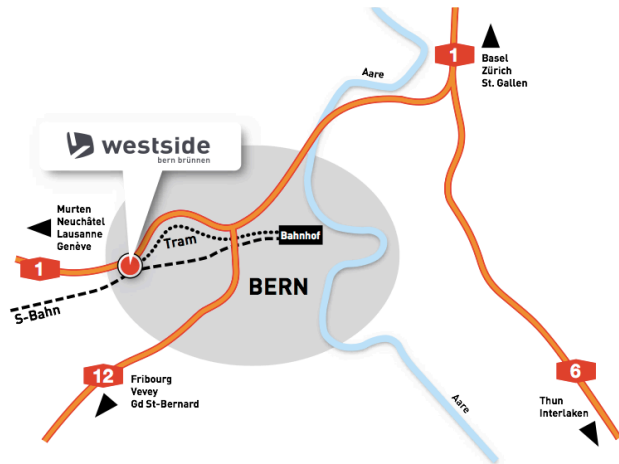 Aare
1
Basel
Zürich
St. Gallen
westside
bern brünnen
Murten
Neuchâtel
Lausanne
Genève
Tram
Bahnhof
1
BERN
S-Bahn
12
Fribourg
Vevey
Gd St-Bernard
6
Thun
Interlaken
Aare